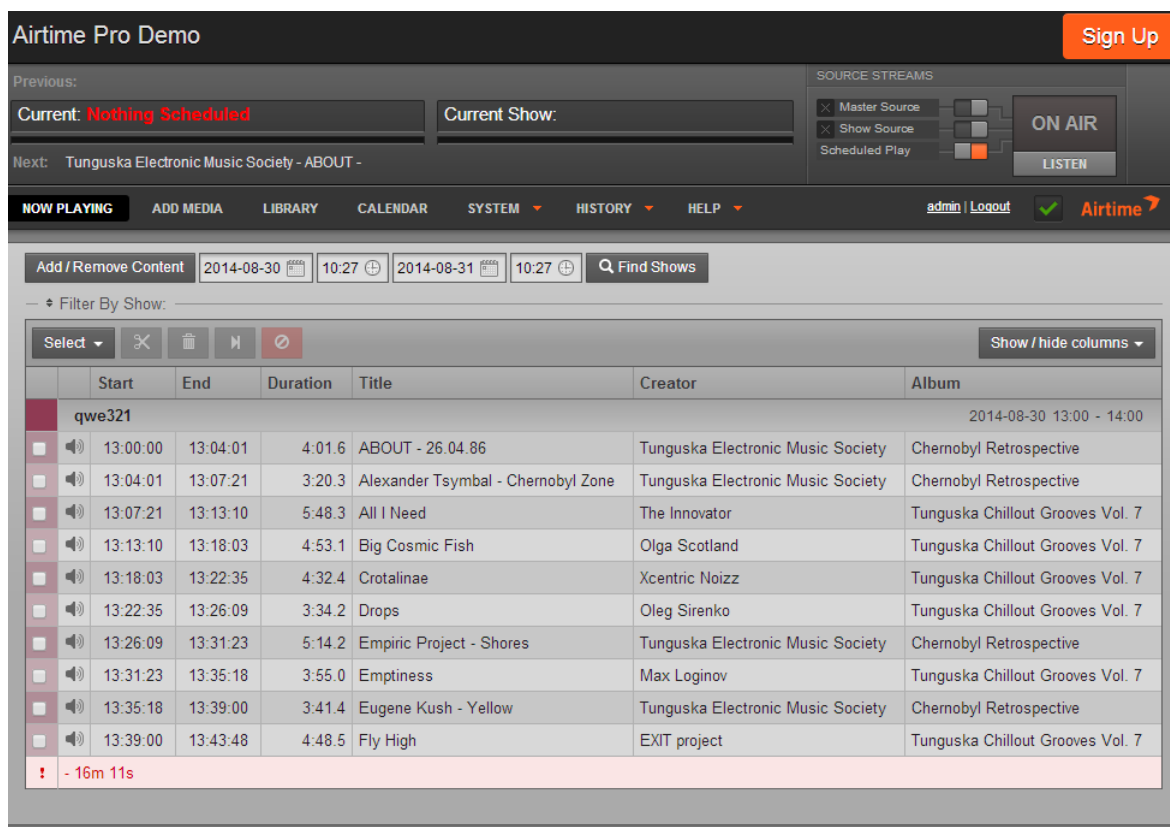 Airtime Pro Demo
Sign Up
Previous:
SOURCE STREAMS
Current: Nothing Scheduled
Current Show:
Master Source
Show Source
Scheduled Play
ON AIR
LISTEN
Next: Tunguska Electronic Music Society - ABOUT -
NOW PLAYING ADD MEDIA LIBRARY CALENDAR SYSTEM HISTORY HELP admin | Logout Airtime
Add / Remove Content 2014-08-30 10:27 2014-08-31 10:27 Find Shows
Filter By Show:
Select Show / hide columns
Start End Duration Title Creator Album
qwe321 2014-08-30 13:00 - 14:00
13:00:00 13:04:01 4:01.6 ABOUT - 26.04.86 Tunguska Electronic Music Society Chernobyl Retrospective
13:04:01 13:07:21 3:20.3 Alexander Tsymbal - Chernobyl Zone Tunguska Electronic Music Society Chernobyl Retrospective
13:07:21 13:13:10 5:48.3 All I Need The Innovator Tunguska Chillout Grooves Vol. 7
13:13:10 13:18:03 4:53.1 Big Cosmic Fish Olga Scotland Tunguska Chillout Grooves Vol. 7
13:18:03 13:22:35 4:32.4 Crotalinae Xcentric Noizz Tunguska Chillout Grooves Vol. 7
13:22:35 13:26:09 3:34.2 Drops Oleg Sirenko Tunguska Chillout Grooves Vol. 7
13:26:09 13:31:23 5:14.2 Empiric Project - Shores Tunguska Electronic Music Society Chernobyl Retrospective
13:31:23 13:35:18 3:55.0 Emptiness Max Loginov Tunguska Chillout Grooves Vol. 7
13:35:18 13:39:00 3:41.4 Eugene Kush - Yellow Tunguska Electronic Music Society Chernobyl Retrospective
13:39:00 13:43:48 4:48.5 Fly High EXIT project Tunguska Chillout Grooves Vol. 7
! - 16m 11s